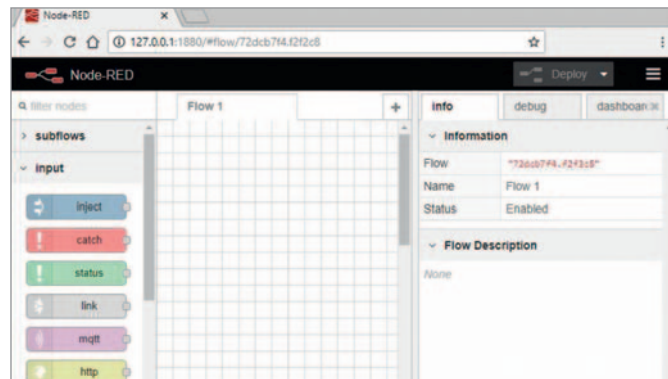 Node-RED
127.0.0.1:1880/#flow/72dcb7f4.f2f2c8
Node-RED
Deploy
filter nodes
subflows
input
inject
catch
status
link
mqtt
http
Flow 1
info
debug
dashboar
Information
Flow "72dcb7f4.f2f2c8"
Name Flow 1
Status Enabled
Flow Description
None